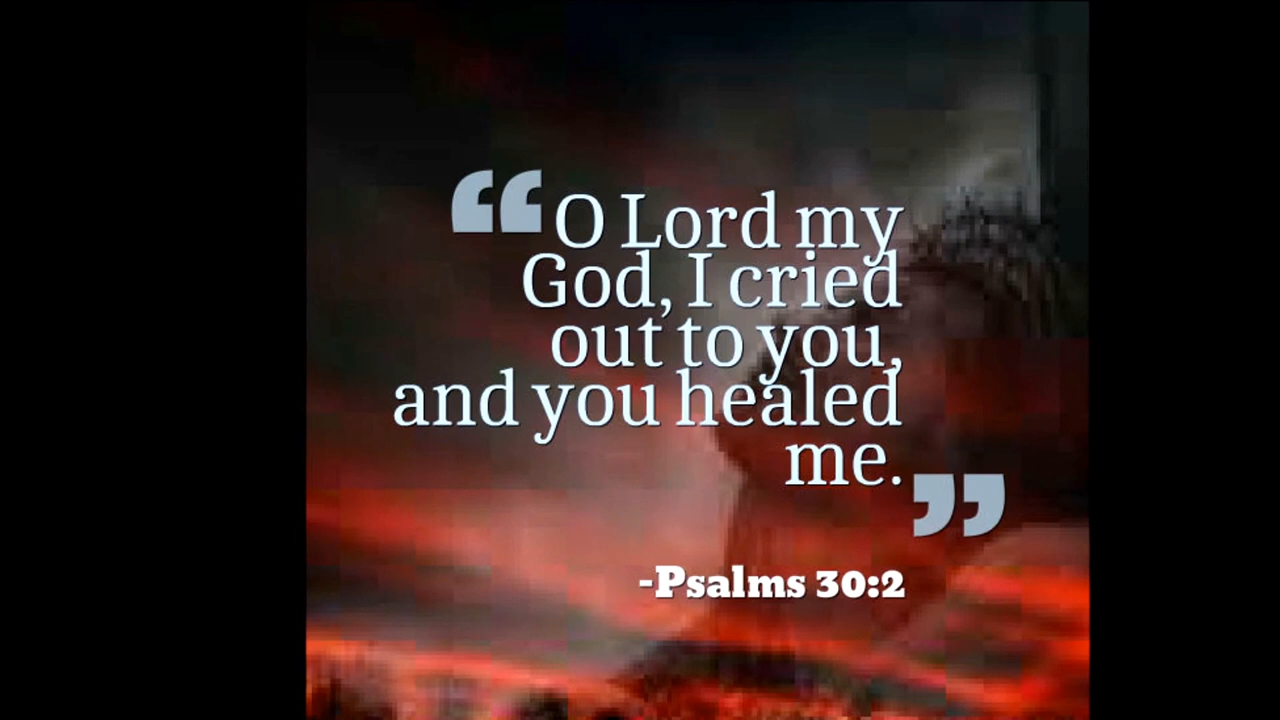 “O Lord my
God, I cried
out to you,
and you healed
me.”
-Psalms 30:2